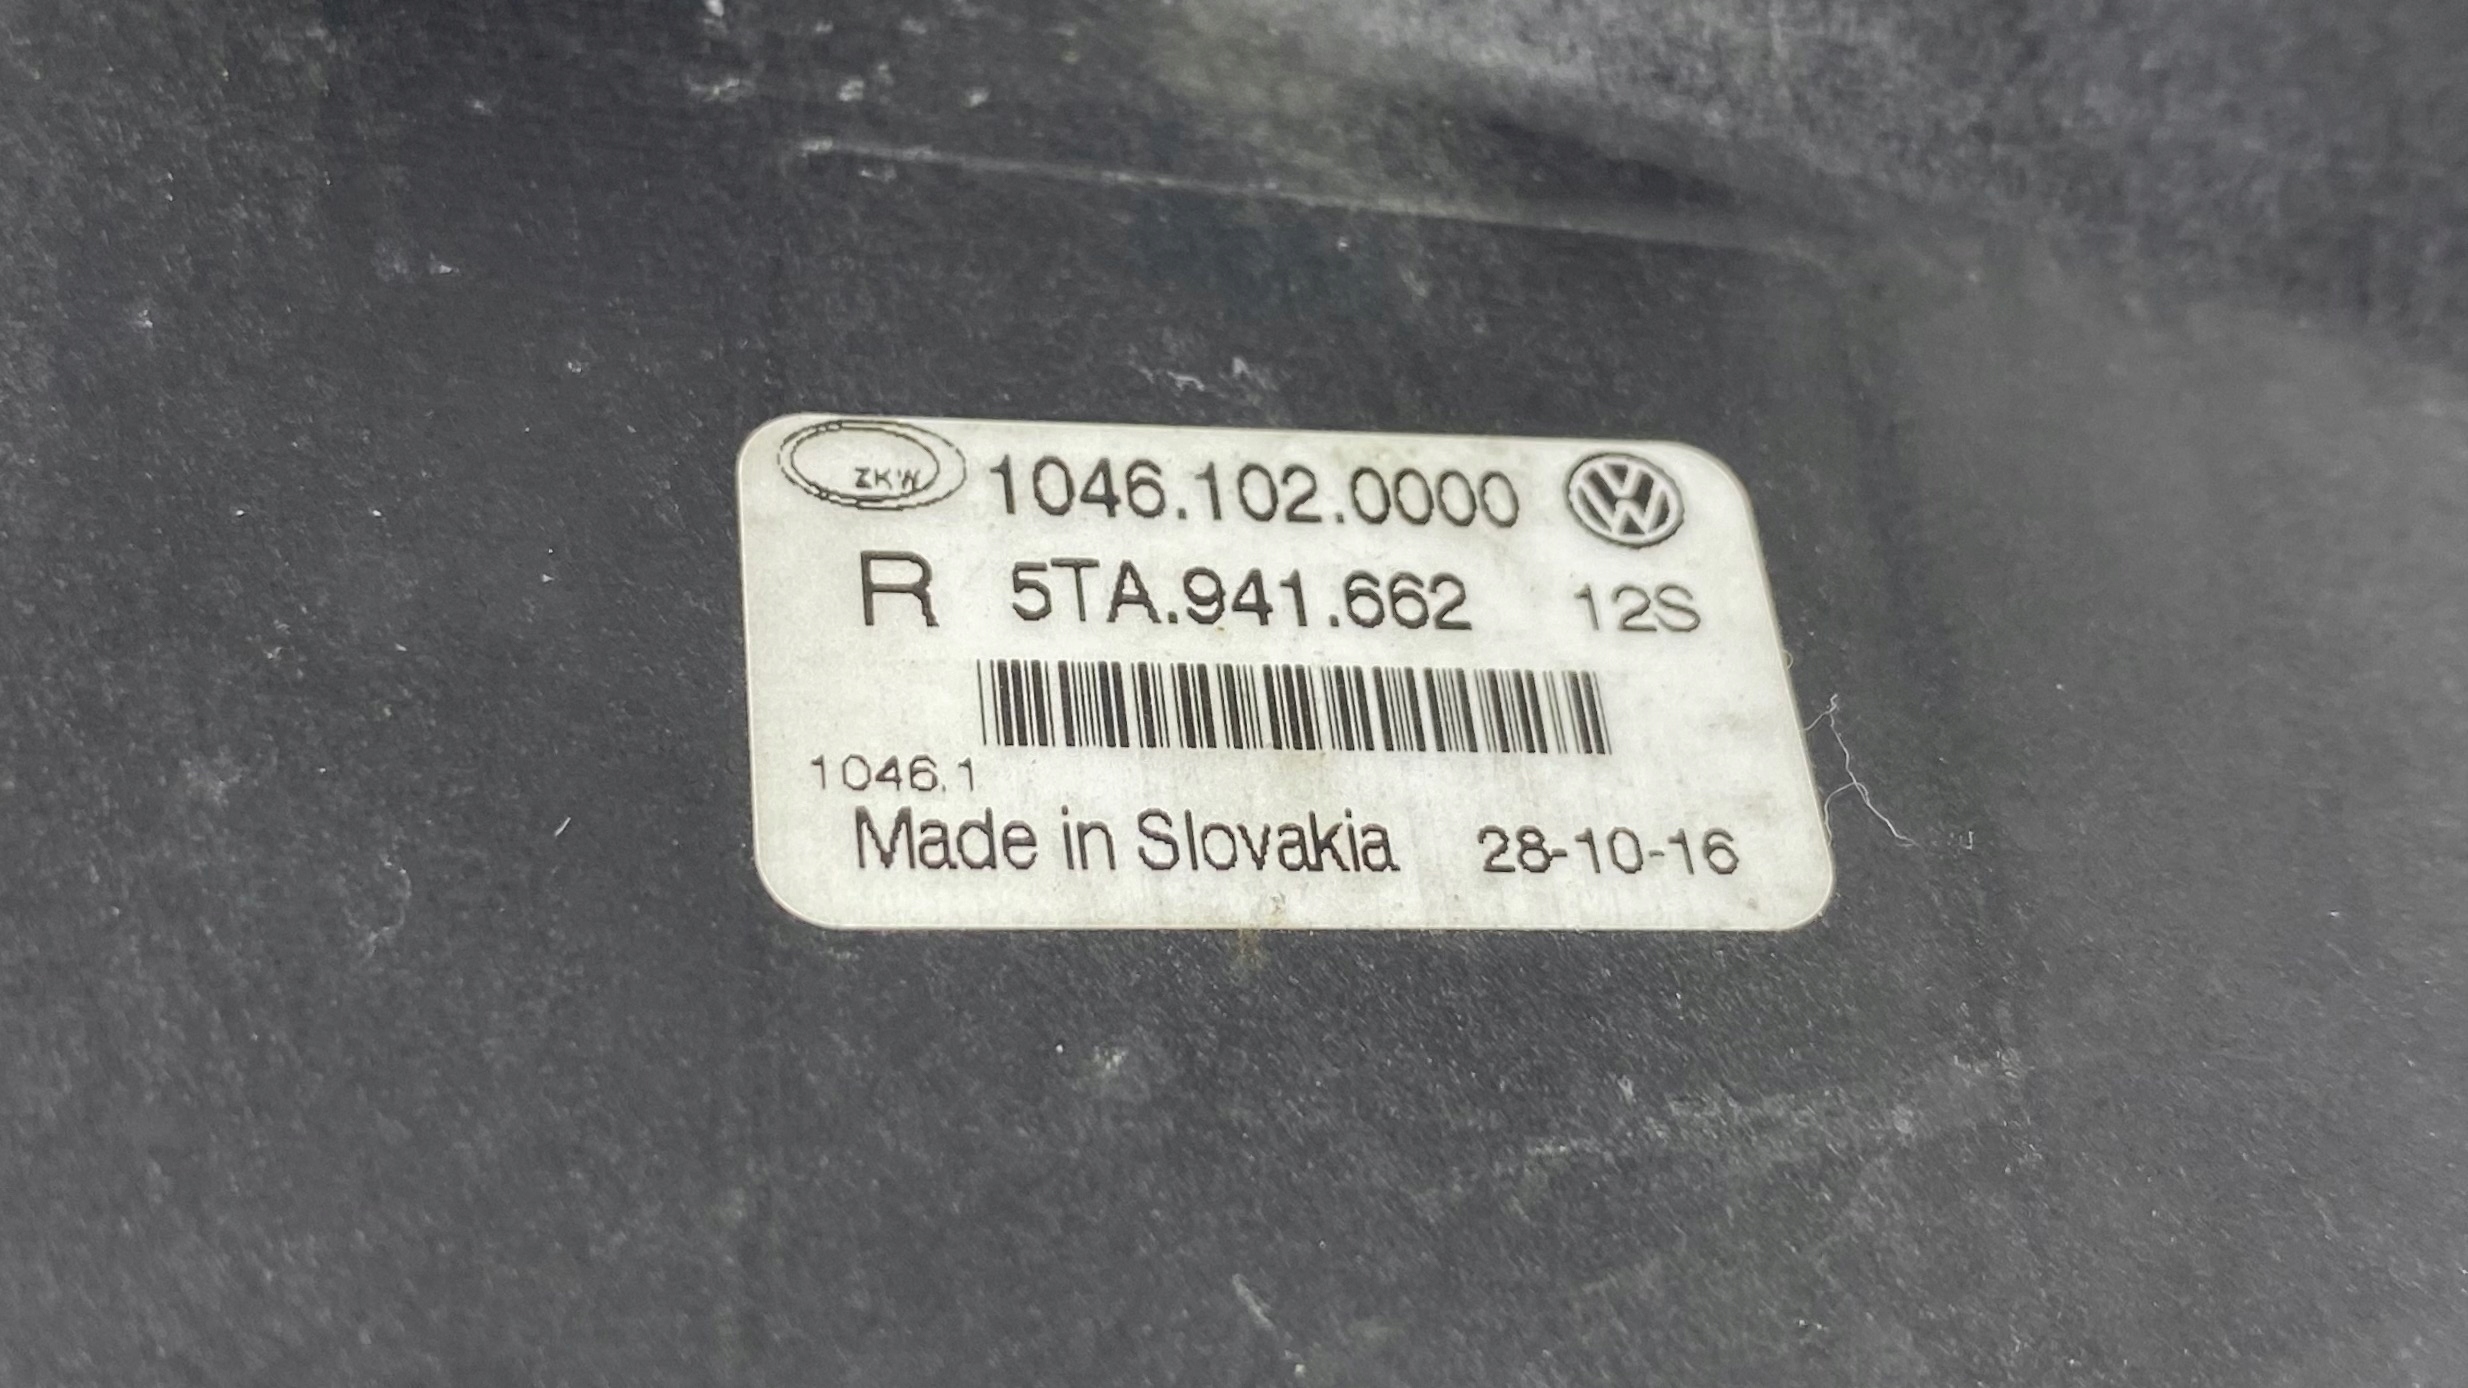 ZKW 1046.102.0000
R 5TA.941.662 12S
1046.1
Made in Slovakia 28-10-16